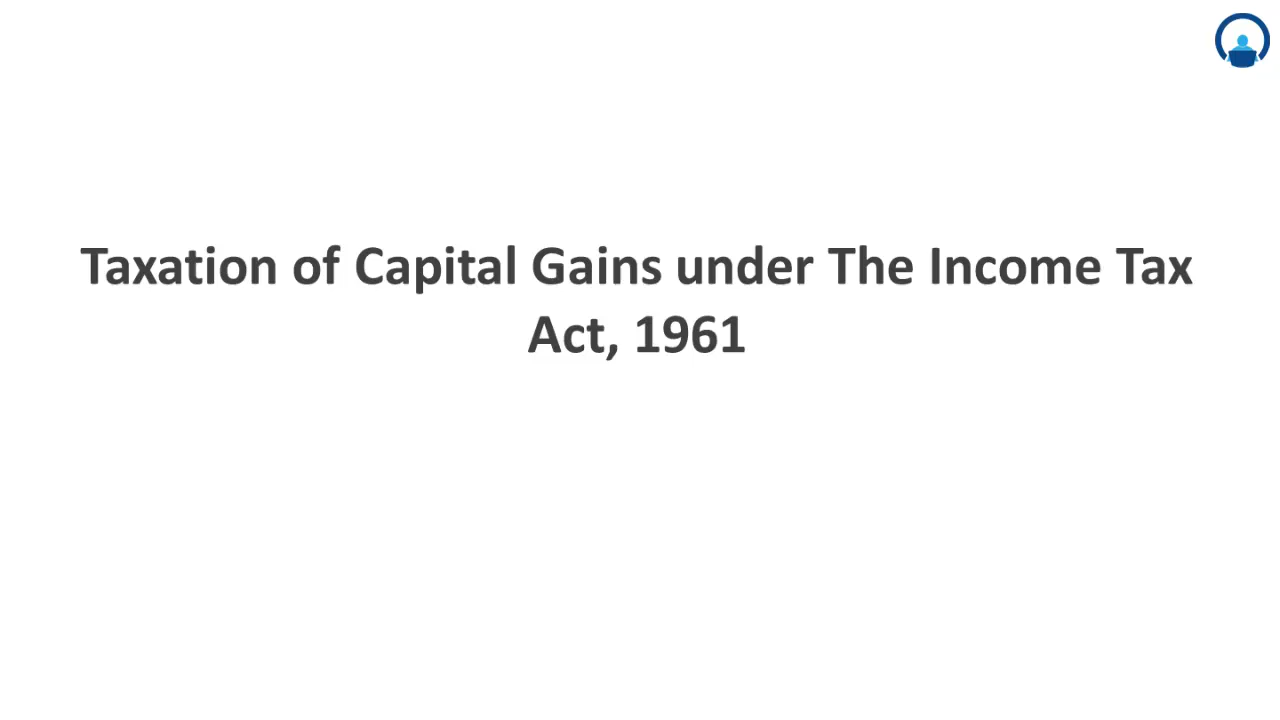 Taxation of Capital Gains under The Income Tax
Act, 1961